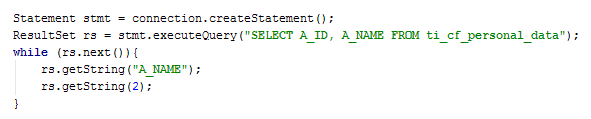 Statement stmt = connection.createStatement();
ResultSet rs = stmt.executeQuery("SELECT A_ID, A_NAME FROM ti_cf_personal_data");
while (rs.next()){
rs.getString("A_NAME");
rs.getString(2);
}